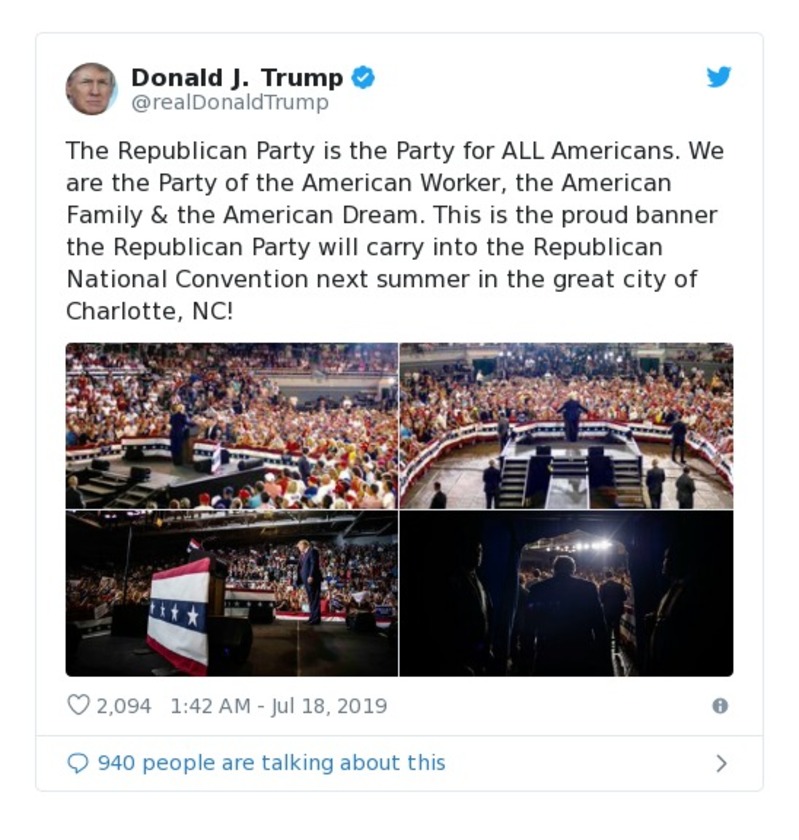 Donald J. Trump
@realDonaldTrump
The Republican Party is the Party for ALL Americans. We
are the Party of the American Worker, the American
Family & the American Dream. This is the proud banner
the Republican Party will carry into the Republican
National Convention next summer in the great city of
Charlotte, NC!
2,094 1:42 AM - Jul 18, 2019
940 people are talking about this